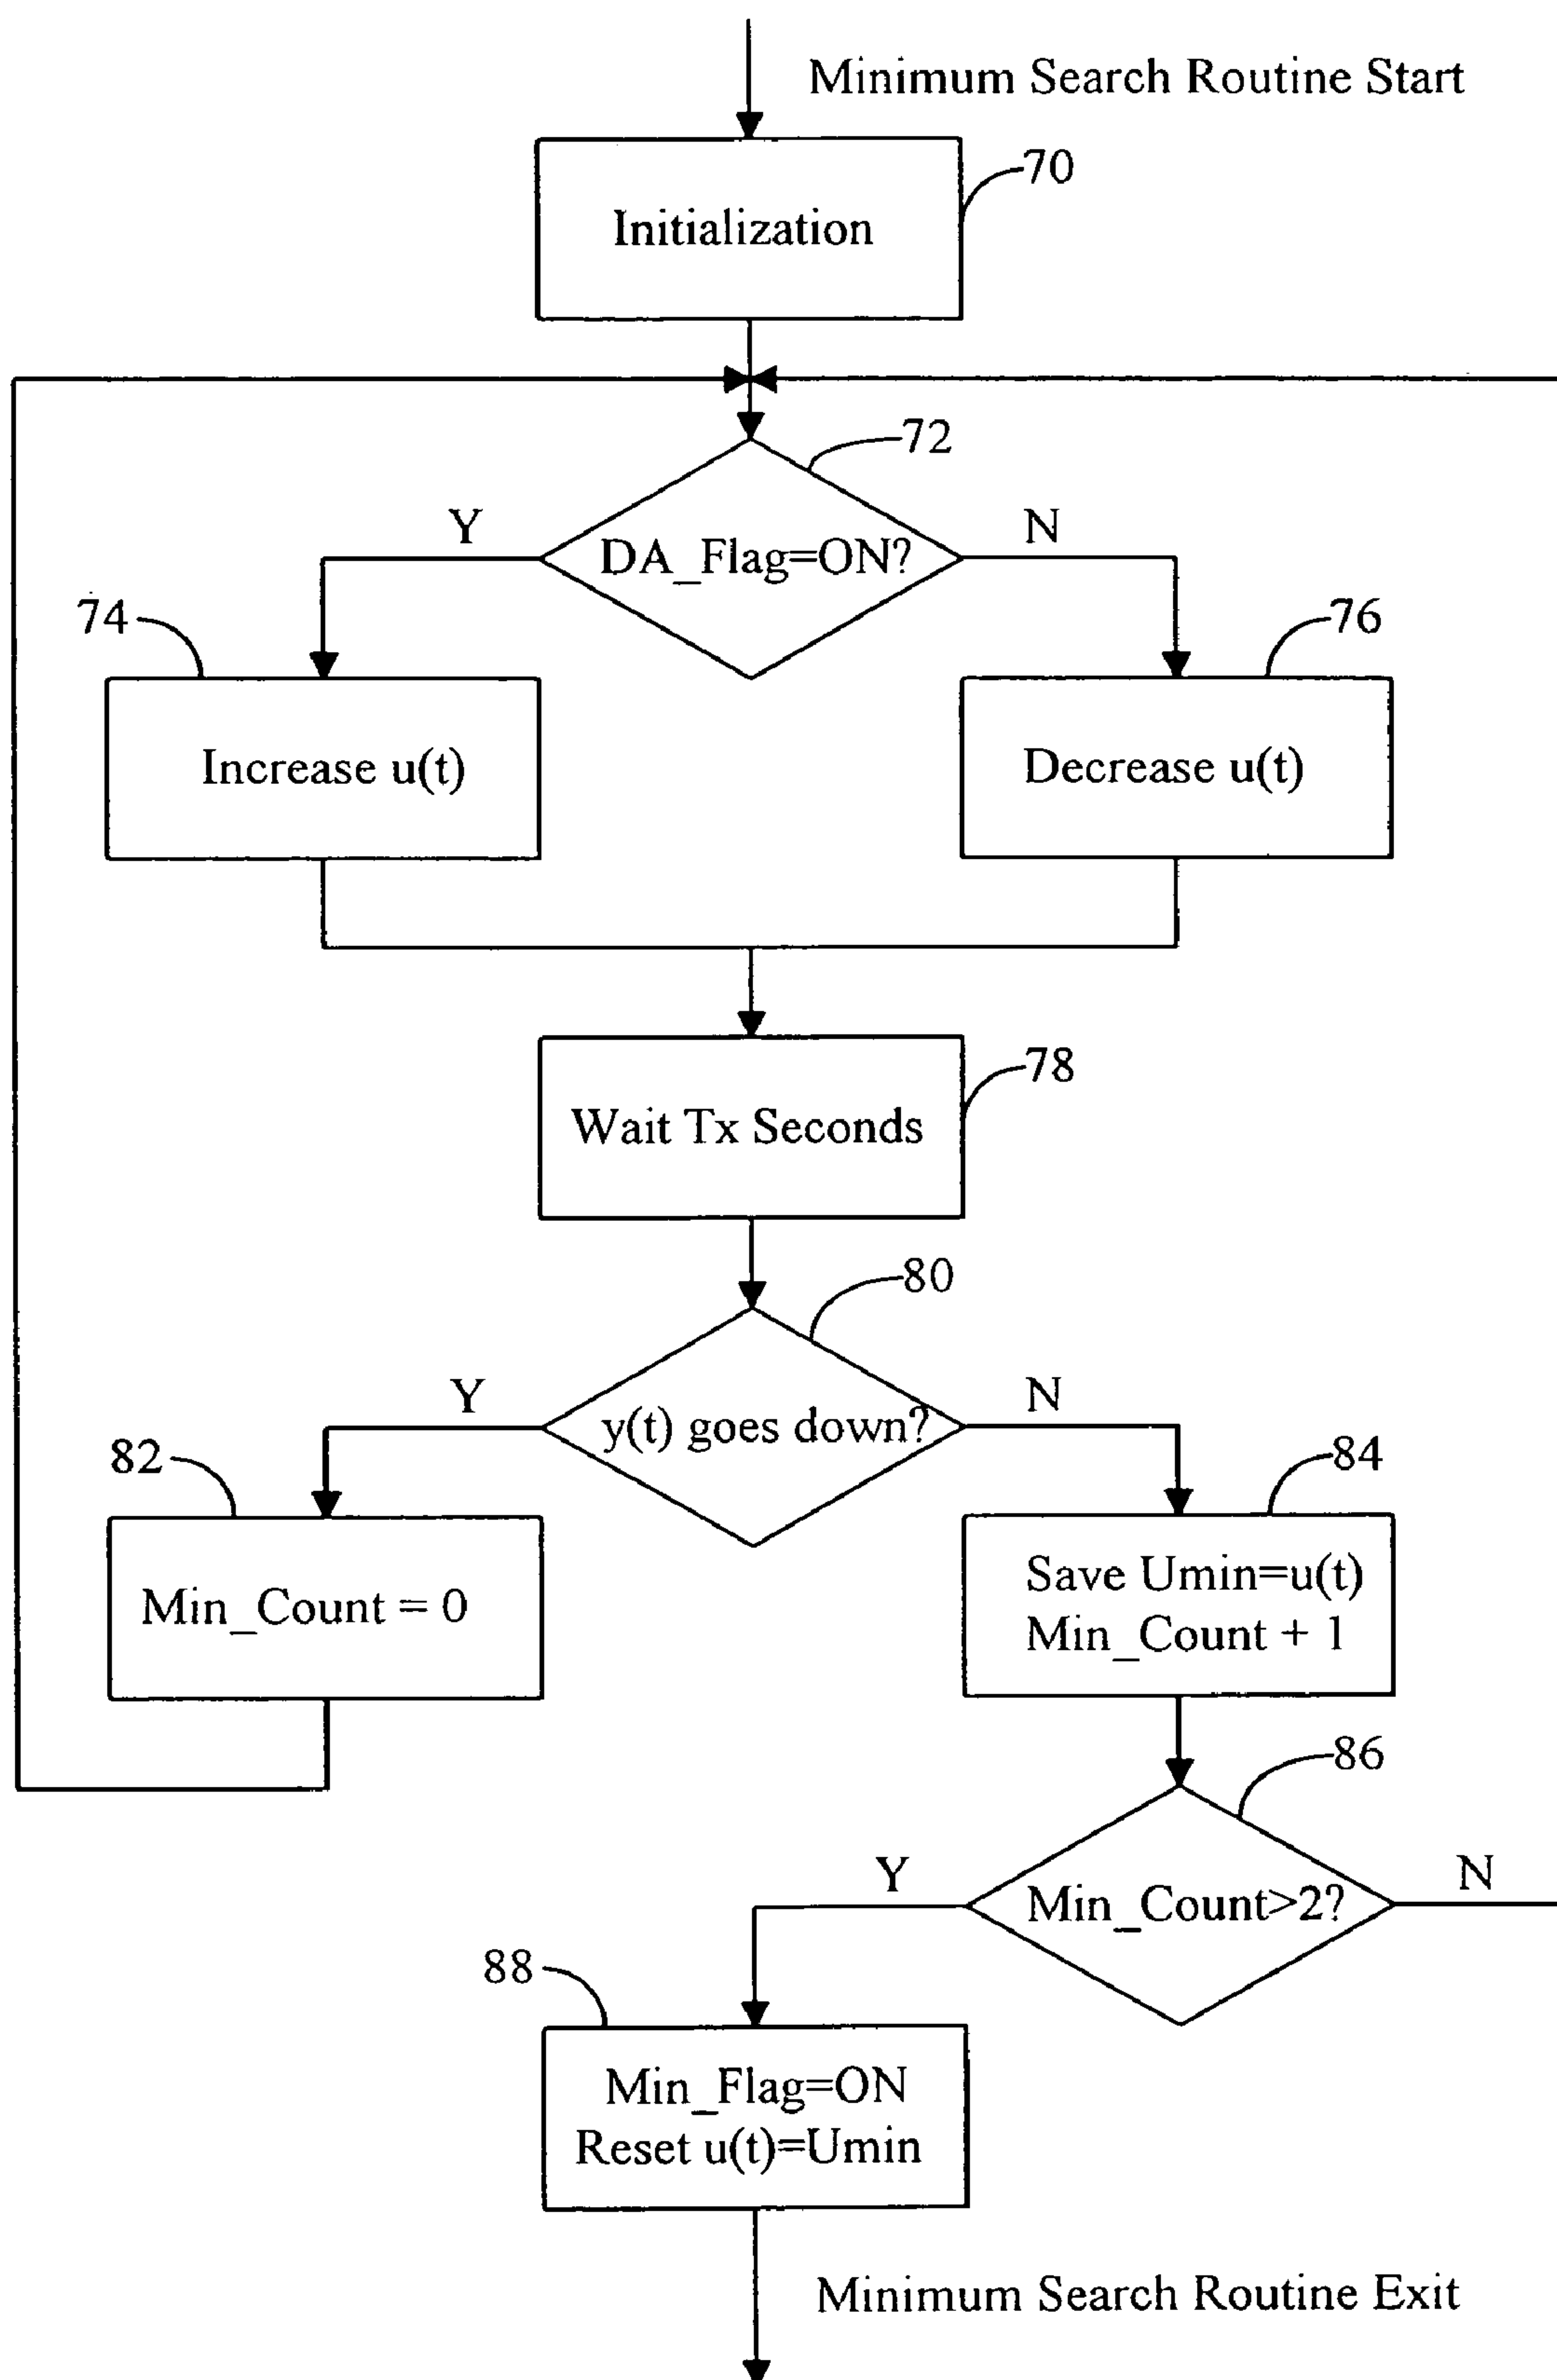 Minimum Search Routine Start
70
Initialization
72
Y
N
DA_Flag=ON?
74
76
Increase u(t)
Decrease u(t)
78
Wait Tx Seconds
80
Y
N
y(t) goes down?
82
84
Min_Count = 0
Save Umin=u(t)
Min_Count + 1
86
Y
N
Min_Count>2?
88
Min_Flag=ON
Reset u(t)=Umin
Minimum Search Routine Exit